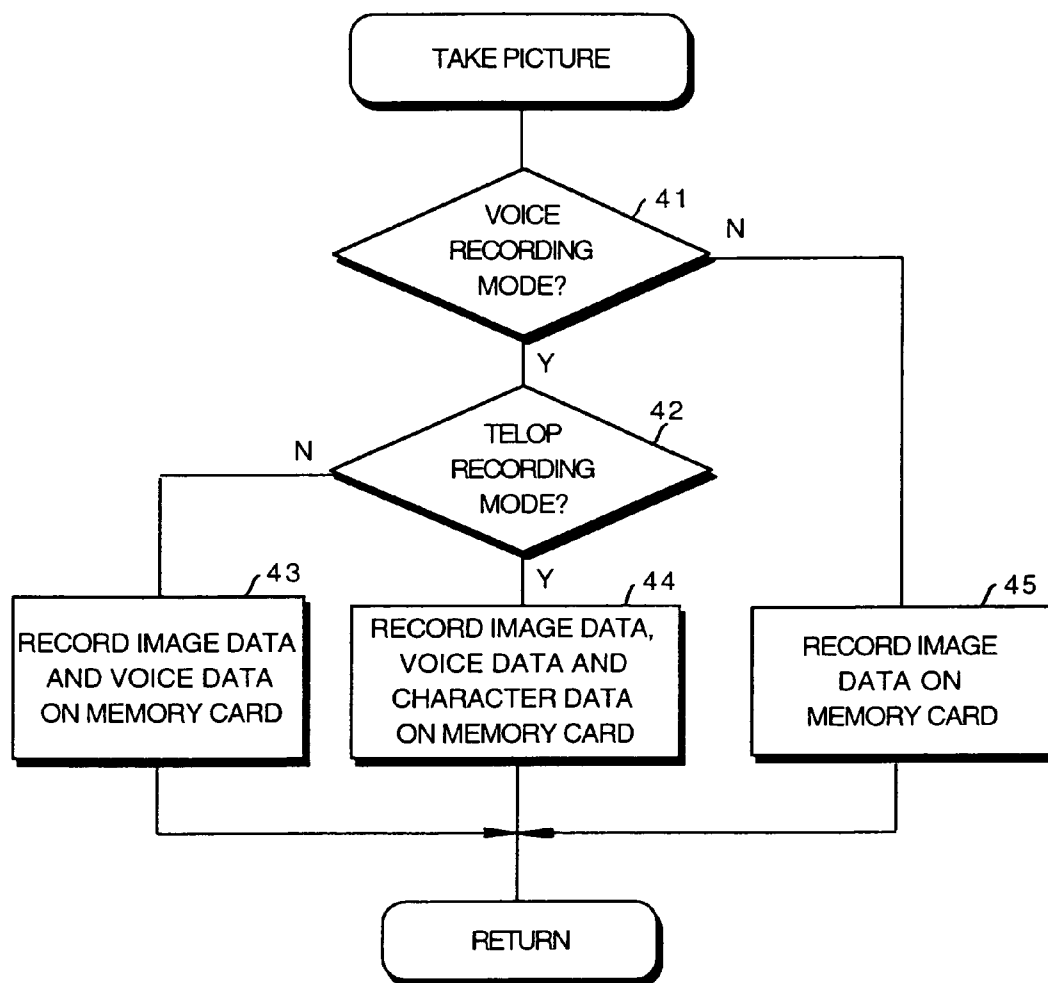 TAKE PICTURE
41
VOICE
RECORDING
MODE?
N
Y
42
TELOP
RECORDING
MODE?
N
Y
43
RECORD IMAGE DATA
AND VOICE DATA
ON MEMORY CARD
44
RECORD IMAGE DATA,
VOICE DATA AND
CHARACTER DATA
ON MEMORY CARD
45
RECORD IMAGE
DATA ON
MEMORY CARD
RETURN